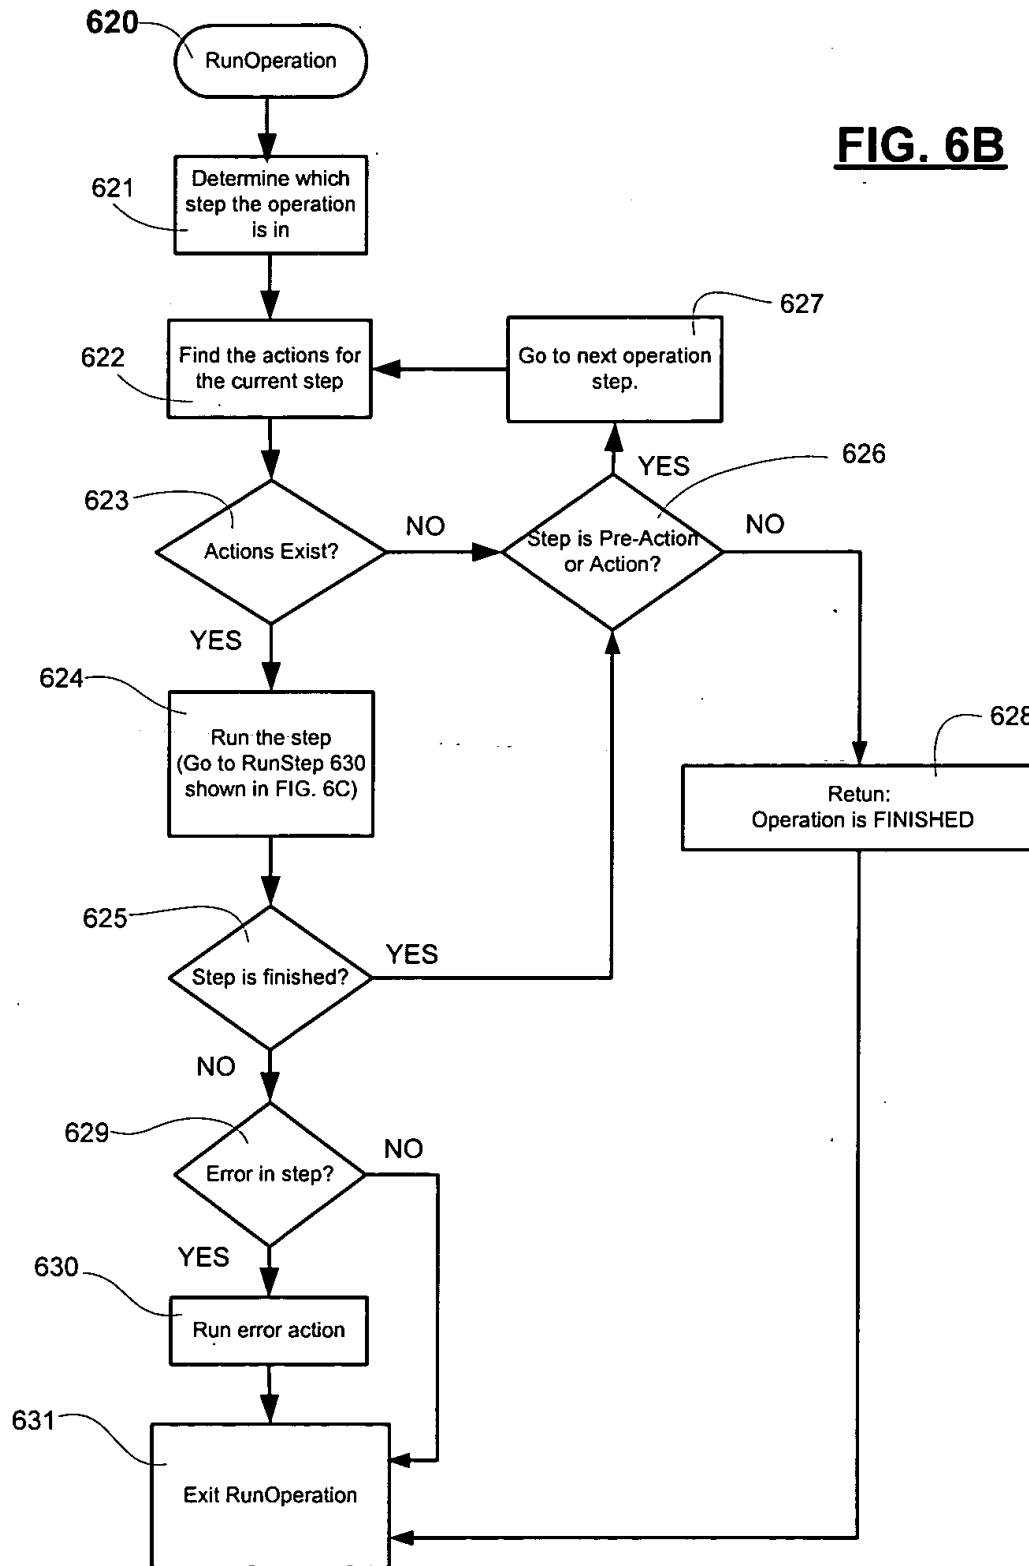 620
RunOperation
FIG. 6B
621
Determine which
step the operation
is in
627
622
Find the actions for
the current step
Go to next operation
step.
YES
626
623
Actions Exist?
NO
Step is Pre-Action
or Action?
NO
YES
624
Run the step
(Go to RunStep 630
shown in FIG. 6C)
628
Retun:
Operation is FINISHED
625
Step is finished?
YES
NO
629
Error in step?
NO
YES
630
Run error action
631
Exit RunOperation